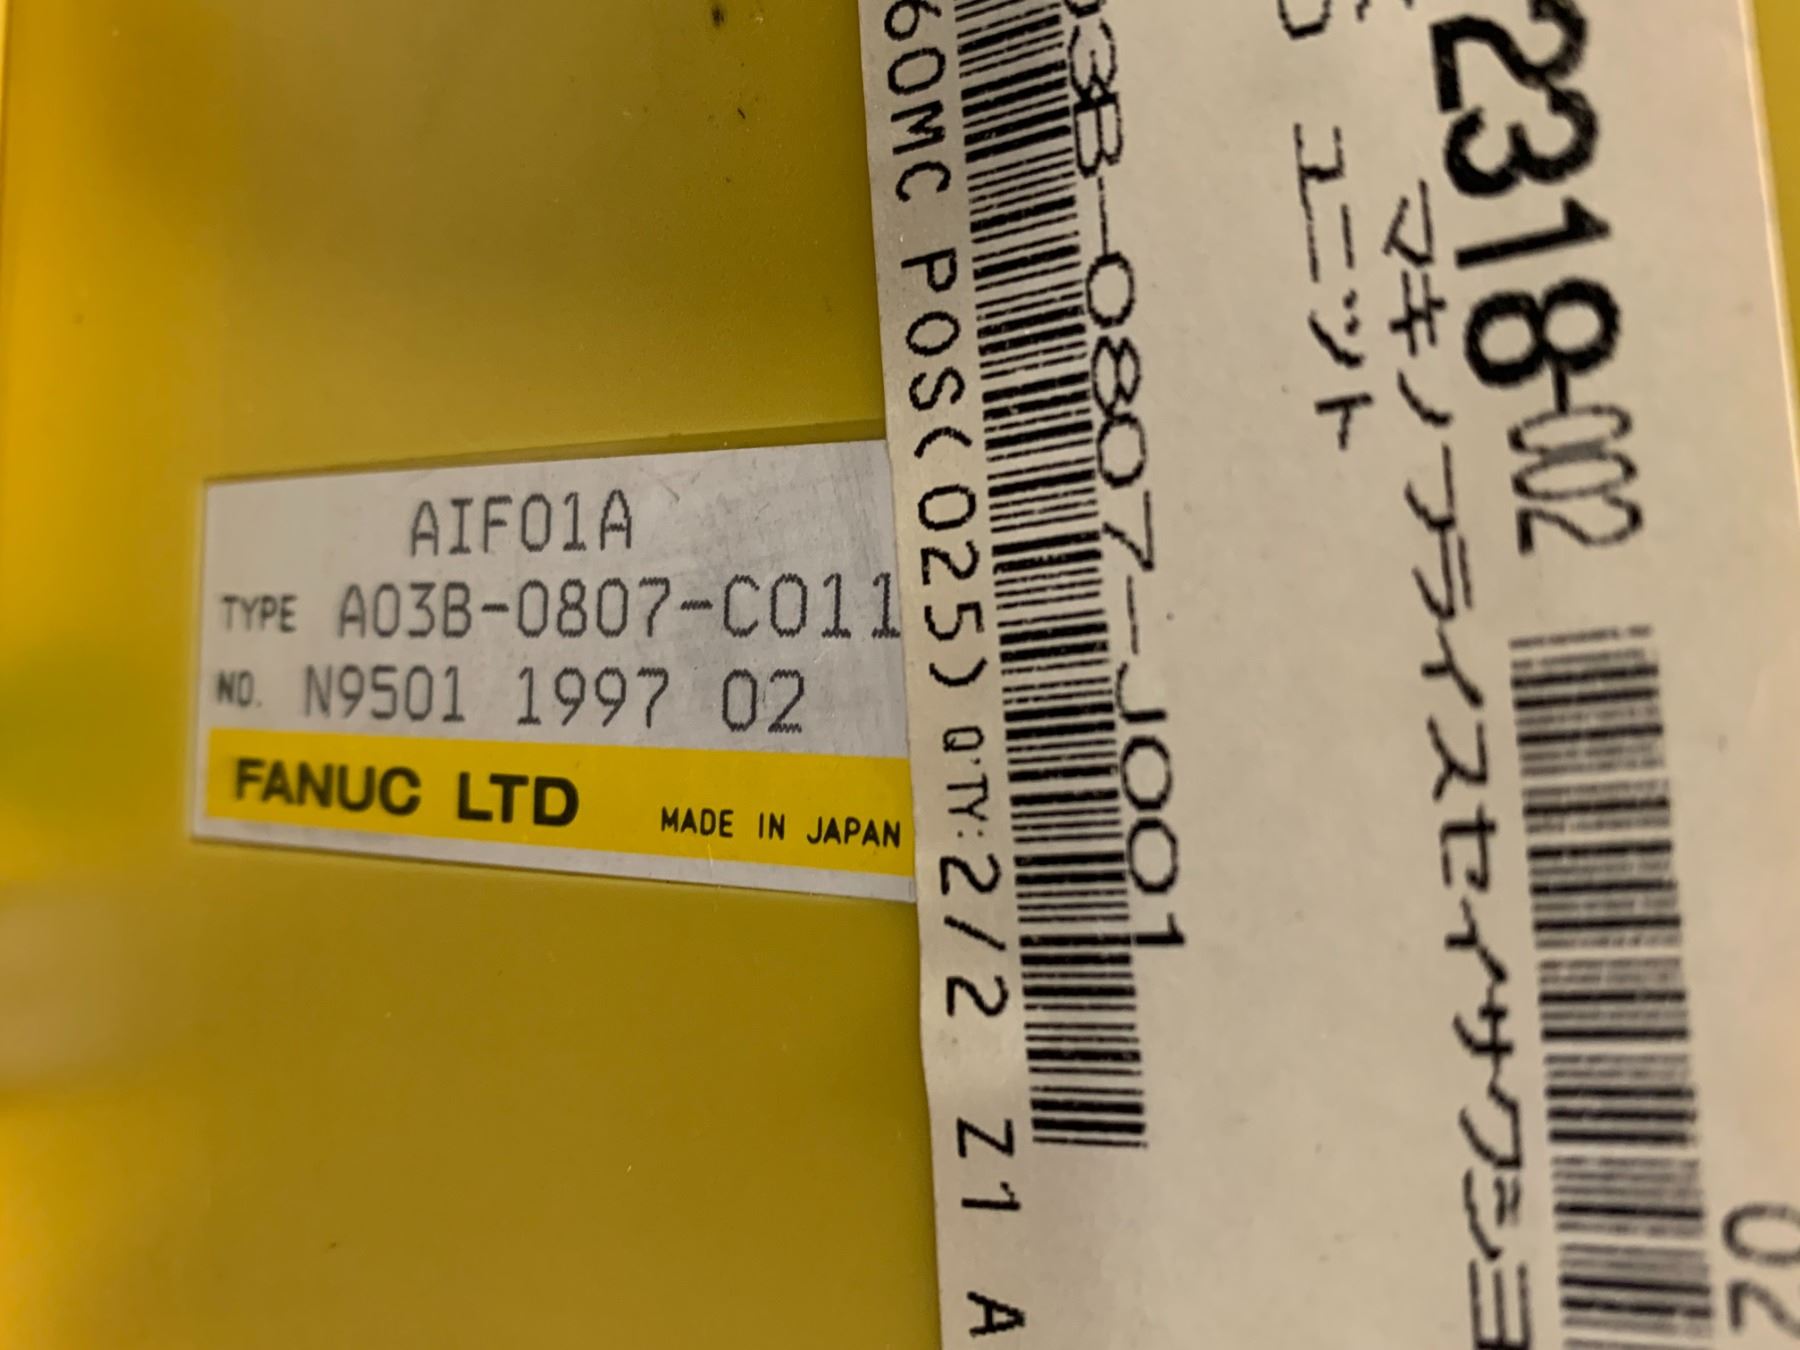 AIF01A
TYPE A03B-0807-C011
NO. N9501 1997 02
FANUC LTD MADE IN JAPAN
60MC POS(025) Q'TY:2/2 Z1 A
03B-0807-J001
ユニット
マキノフライスセイサクシヨ
2318-002
02